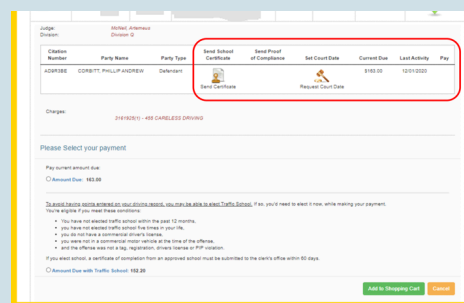 Judge: McNeil, Artemeus
Division: Division Q
Citation Number Party Name Party Type Send School Certificate Send Proof of Compliance Set Court Date Current Due Last Activity Pay
CORBITT, PHILLIP ANDREW Defendant $163.00 12/01/2020
Send Certificate Request Court Date
Charges:
CARELESS DRIVING
Please Select your payment
Pay current amount due:
Amount Due: 163.00
To avoid having points entered on your driving record, you may be able to elect Traffic School. If so, you'd need to elect it now, while making your payment.
You're eligible if you meet these conditions:
You have not elected traffic school within the past 12 months,
you have not elected traffic school five times in your life,
you do not have a commercial driver's license,
you were not in a commercial motor vehicle at the time of the offense,
and the offense was not a tag, registration, drivers license or PIP violation.
If you elect school, a certificate of completion from an approved school must be submitted to the clerk's office within 90 days.
Amount Due with Traffic School: 152.20
Add to Shopping Cart Cancel